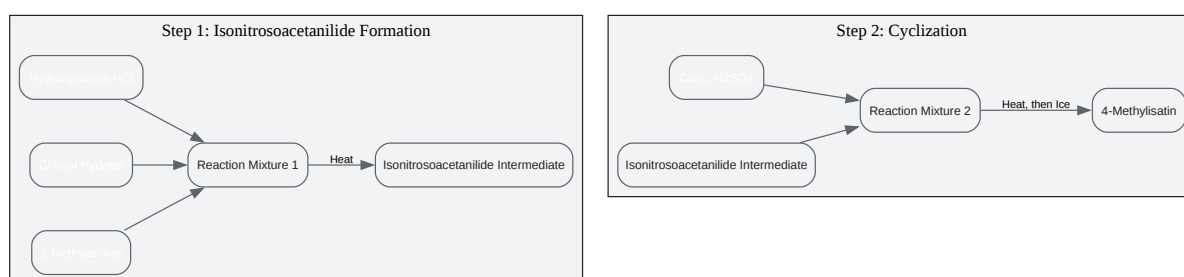 Step 1: Isonitrosoacetanilide Formation
Hydroxylamine HCl
Chloral Hydrate
3-Methylaniline
Reaction Mixture 1
Heat
Isonitrosoacetanilide Intermediate
Step 2: Cyclization
Conc. H2SO4
Isonitrosoacetanilide Intermediate
Reaction Mixture 2
Heat, then Ice
4-Methylisatin